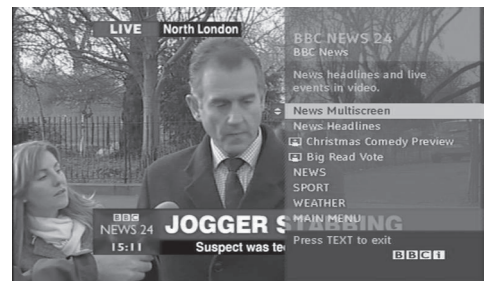 LIVE North London
BBC NEWS 24
BBC News
News headlines and live
events in video.
News Multiscreen
News Headlines
Christmas Comedy Preview
Big Read Vote
NEWS
SPORT
WEATHER
MAIN MENU
Press TEXT to exit
BBCi
BBC
NEWS 24
15:11
JOGGER STABBING
Suspect was